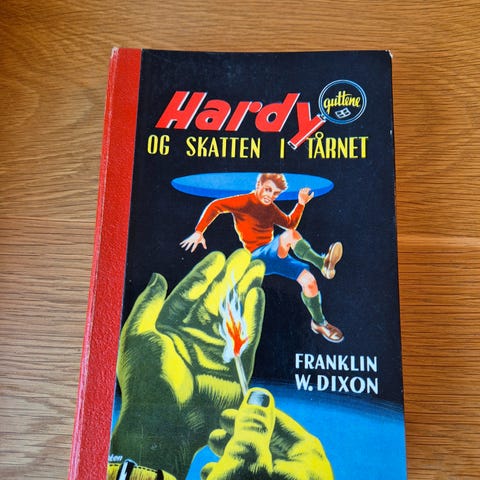 Hardy
guttene
OG SKATTEN I TÅRNET
FRANKLIN
W. DIXON